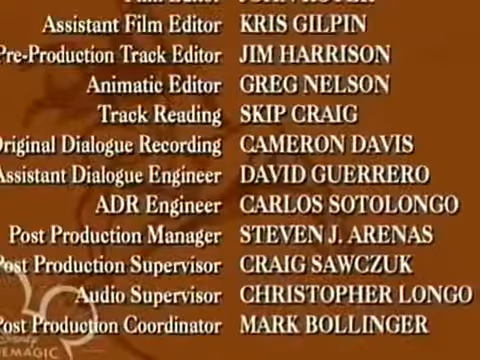 Film Editor
Assistant Film Editor KRIS GILPIN
Pre-Production Track Editor JIM HARRISON
Animatic Editor GREG NELSON
Track Reading SKIP CRAIG
Original Dialogue Recording CAMERON DAVIS
Assistant Dialogue Engineer DAVID GUERRERO
ADR Engineer CARLOS SOTOLONGO
Post Production Manager STEVEN J. ARENAS
Post Production Supervisor CRAIG SAWCZUK
Audio Supervisor CHRISTOPHER LONGO
Post Production Coordinator MARK BOLLINGER